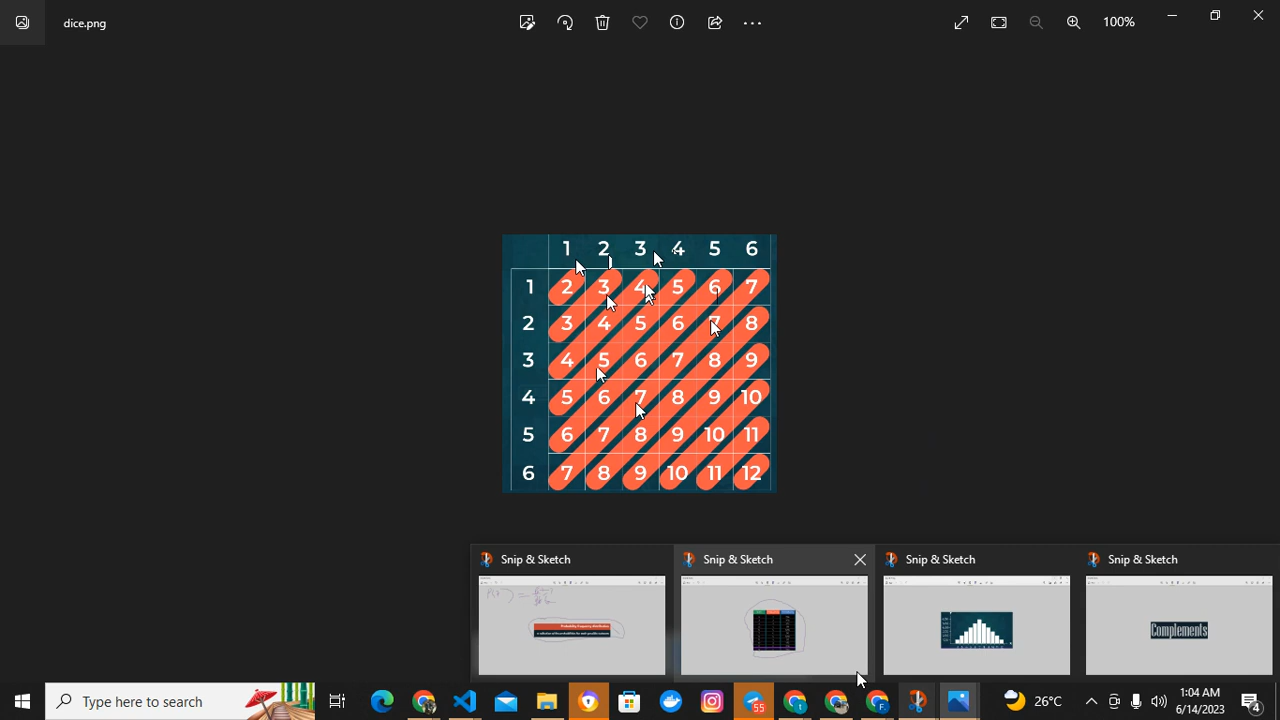 dice.png
100%
1 2 3 4 5 6
1 2 3 4 5 6 7
2 3 4 5 6 7 8
3 4 5 6 7 8 9
4 5 6 7 8 9 10
5 6 7 8 9 10 11
6 7 8 9 10 11 12
Snip & Sketch
Snip & Sketch
Snip & Sketch
Snip & Sketch
Probability frequency distribution
Complements
Type here to search
55
26°C
1:04 AM
6/14/2023
4